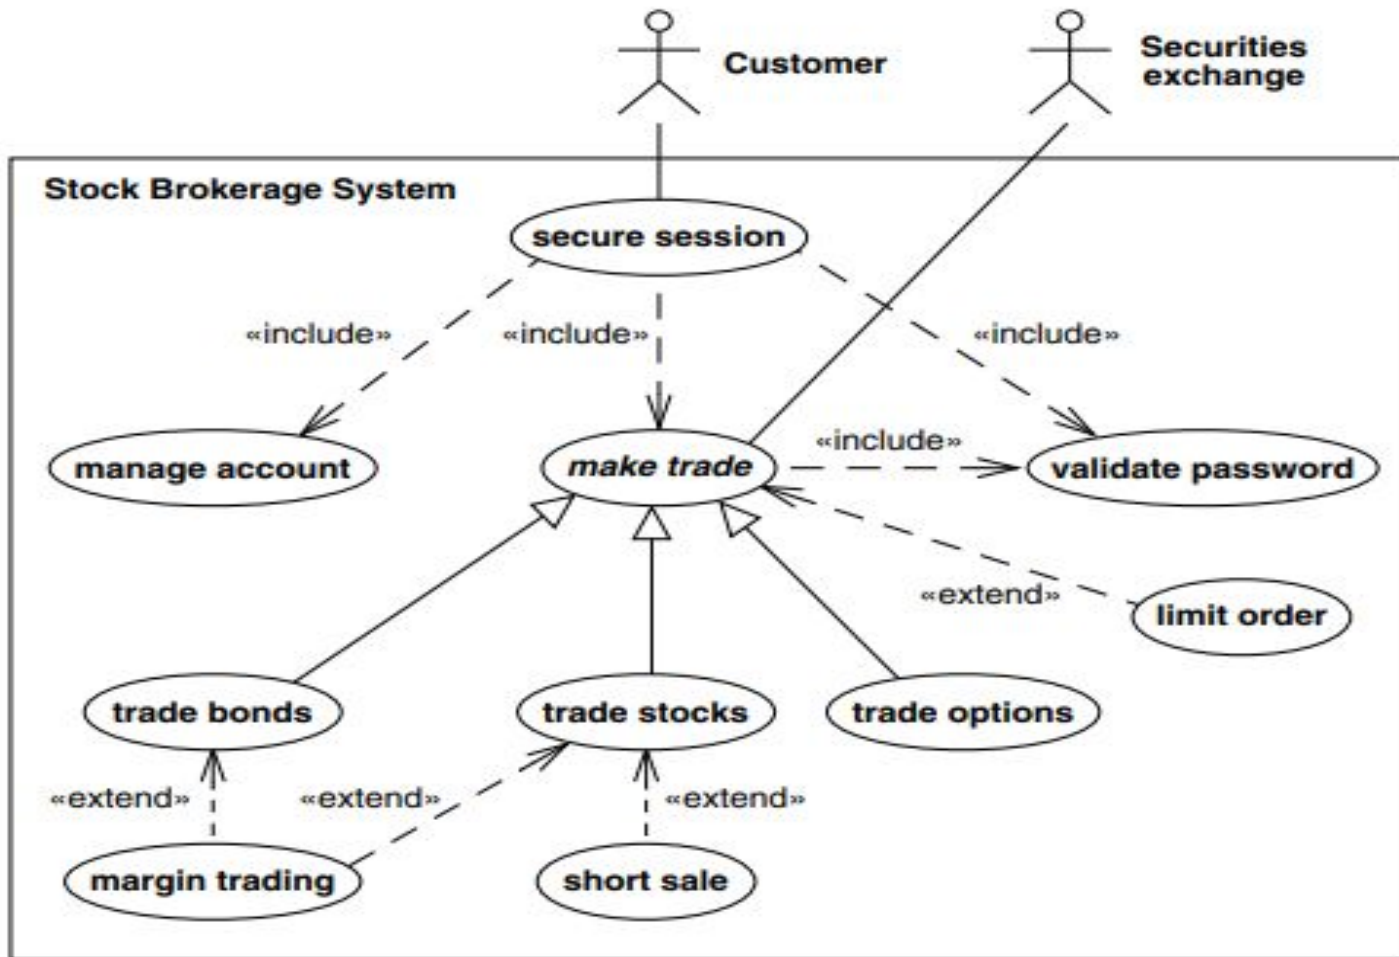 Customer
Securities
exchange
Stock Brokerage System
secure session
«include»
«include»
«include»
manage account
make trade
«include»
validate password
«extend»
limit order
trade bonds
trade stocks
trade options
«extend»
«extend»
«extend»
margin trading
short sale